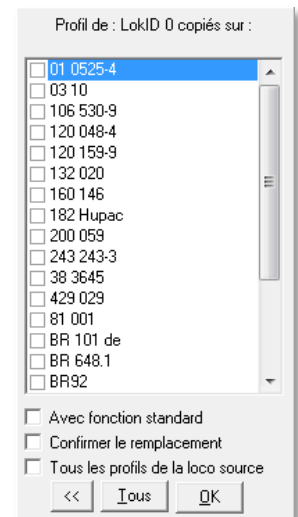 Profil de : LokID 0 copiés sur :
01 0525-4
03 10
106 530-9
120 048-4
120 159-9
132 020
160 146
182 Hupac
200 059
243 243-3
38 3645
429 029
81 001
BR 101 de
BR 648.1
BR92
Avec fonction standard
Confirmer le remplacement
Tous les profils de la loco source
<< Tous OK